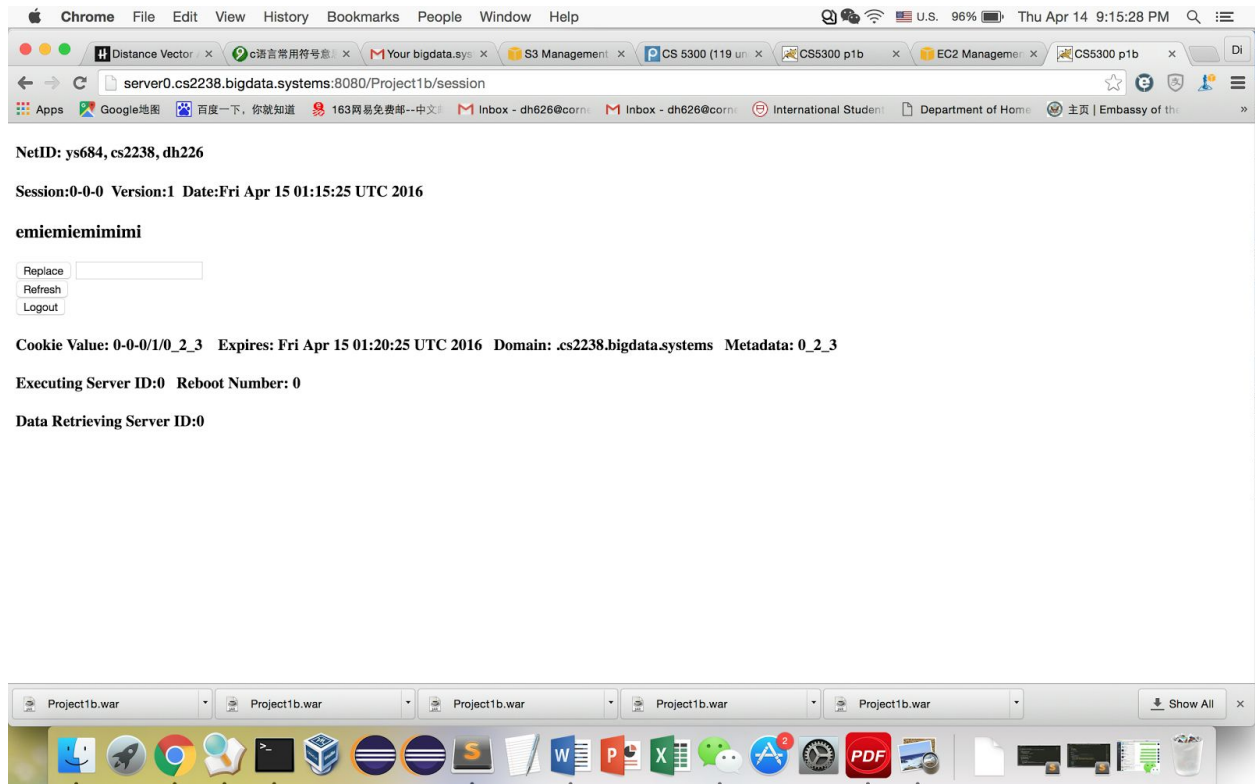 Chrome File Edit View History Bookmarks People Window Help U.S. 96% Thu Apr 14 9:15:28 PM
Distance Vector c语言常用符号意 Your bigdata.sys S3 Management CS 5300 (119 un CS5300 p1b EC2 Managemen CS5300 p1b Di
server0.cs2238.bigdata.systems:8080/Project1b/session
Apps Google地图 百度一下，你就知道 163网易免费邮--中文 Inbox - dh626@corn Inbox - dh626@corn International Student Department of Home 主页 | Embassy of the »
NetID: ys684, cs2238, dh226
Session:0-0-0 Version:1 Date:Fri Apr 15 01:15:25 UTC 2016
emiemiemimimi
Replace
Refresh
Logout
Cookie Value: 0-0-0/1/0_2_3 Expires: Fri Apr 15 01:20:25 UTC 2016 Domain: .cs2238.bigdata.systems Metadata: 0_2_3
Executing Server ID:0 Reboot Number: 0
Data Retrieving Server ID:0
Project1b.war Project1b.war Project1b.war Project1b.war Project1b.war Show All
2
PDF